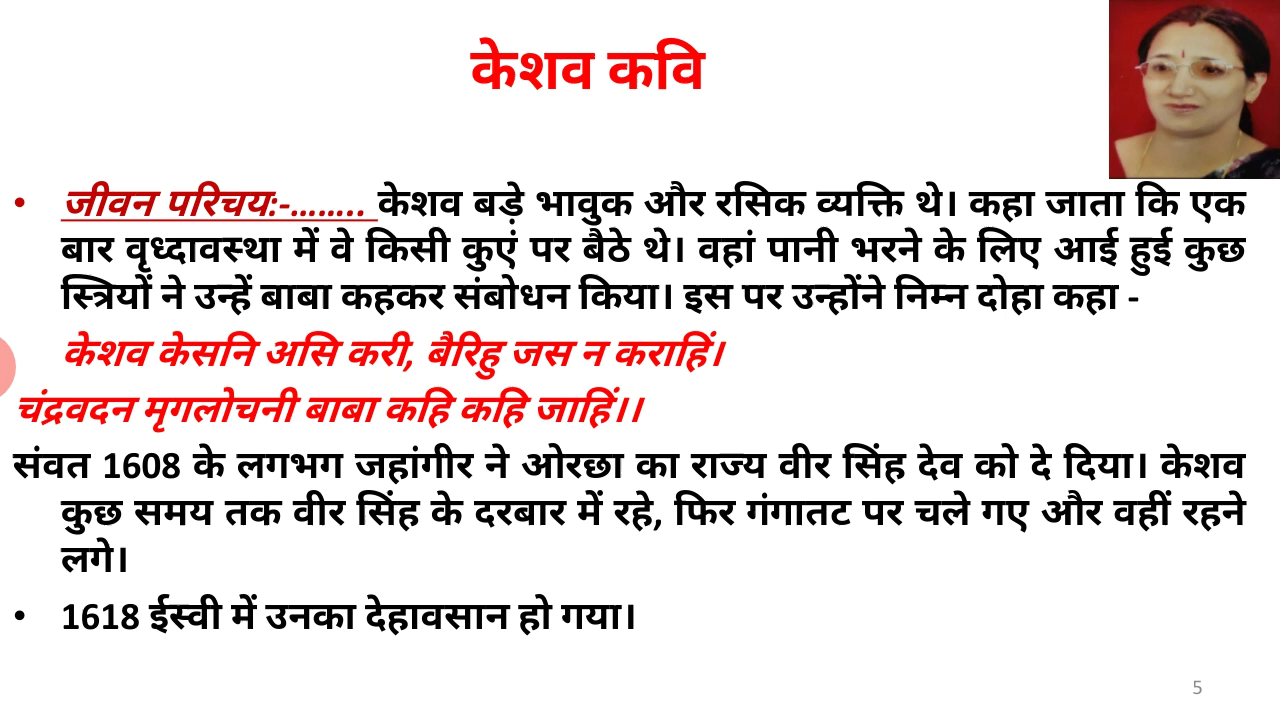 केशव कवि
• जीवन परिचय:-…….. केशव बड़े भावुक और रसिक व्यक्ति थे। कहा जाता कि एक
बार वृध्दावस्था में वे किसी कुएं पर बैठे थे। वहां पानी भरने के लिए आई हुई कुछ
स्त्रियों ने उन्हें बाबा कहकर संबोधन किया। इस पर उन्होंने निम्न दोहा कहा -
केशव केसनि असि करी, बैरिहु जस न कराहिं।
चंद्रवदन मृगलोचनी बाबा कहि कहि जाहिं।।
संवत 1608 के लगभग जहांगीर ने ओरछा का राज्य वीर सिंह देव को दे दिया। केशव
कुछ समय तक वीर सिंह के दरबार में रहे, फिर गंगातट पर चले गए और वहीं रहने
लगे।
• 1618 ईस्वी में उनका देहावसान हो गया।
5